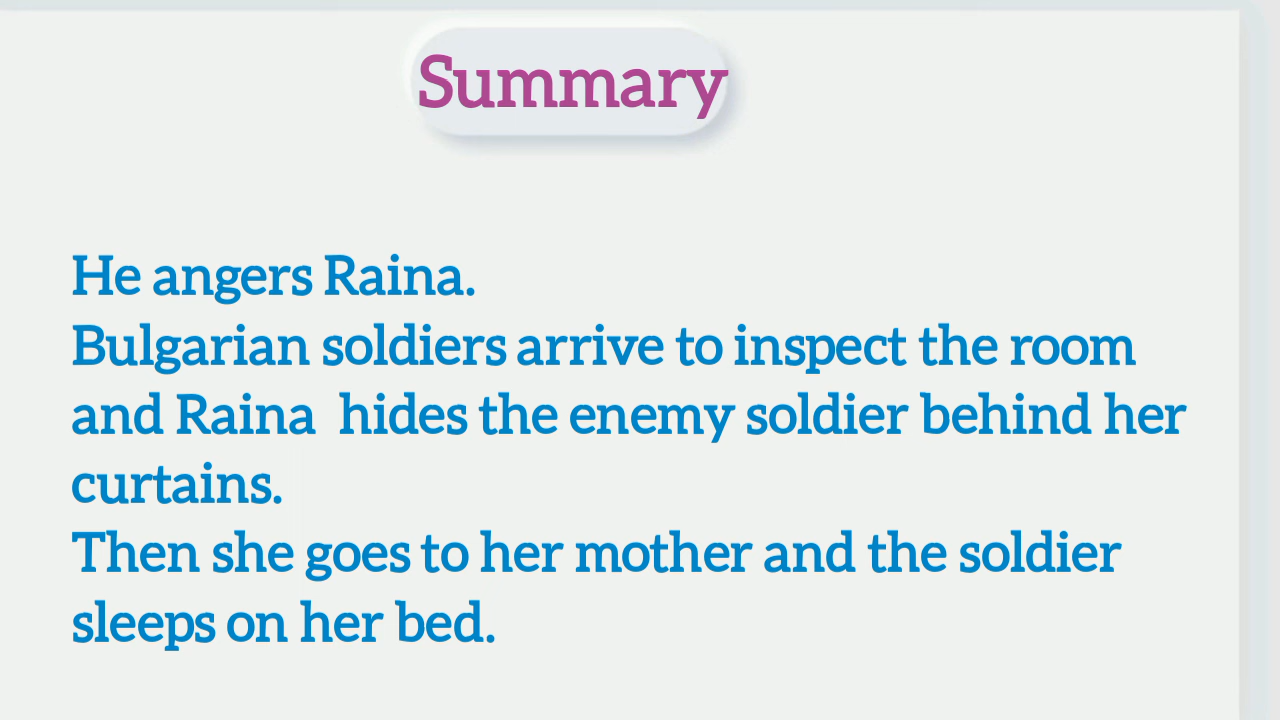 Summary
He angers Raina.
Bulgarian soldiers arrive to inspect the room
and Raina  hides the enemy soldier behind her
curtains.
Then she goes to her mother and the soldier
sleeps on her bed.